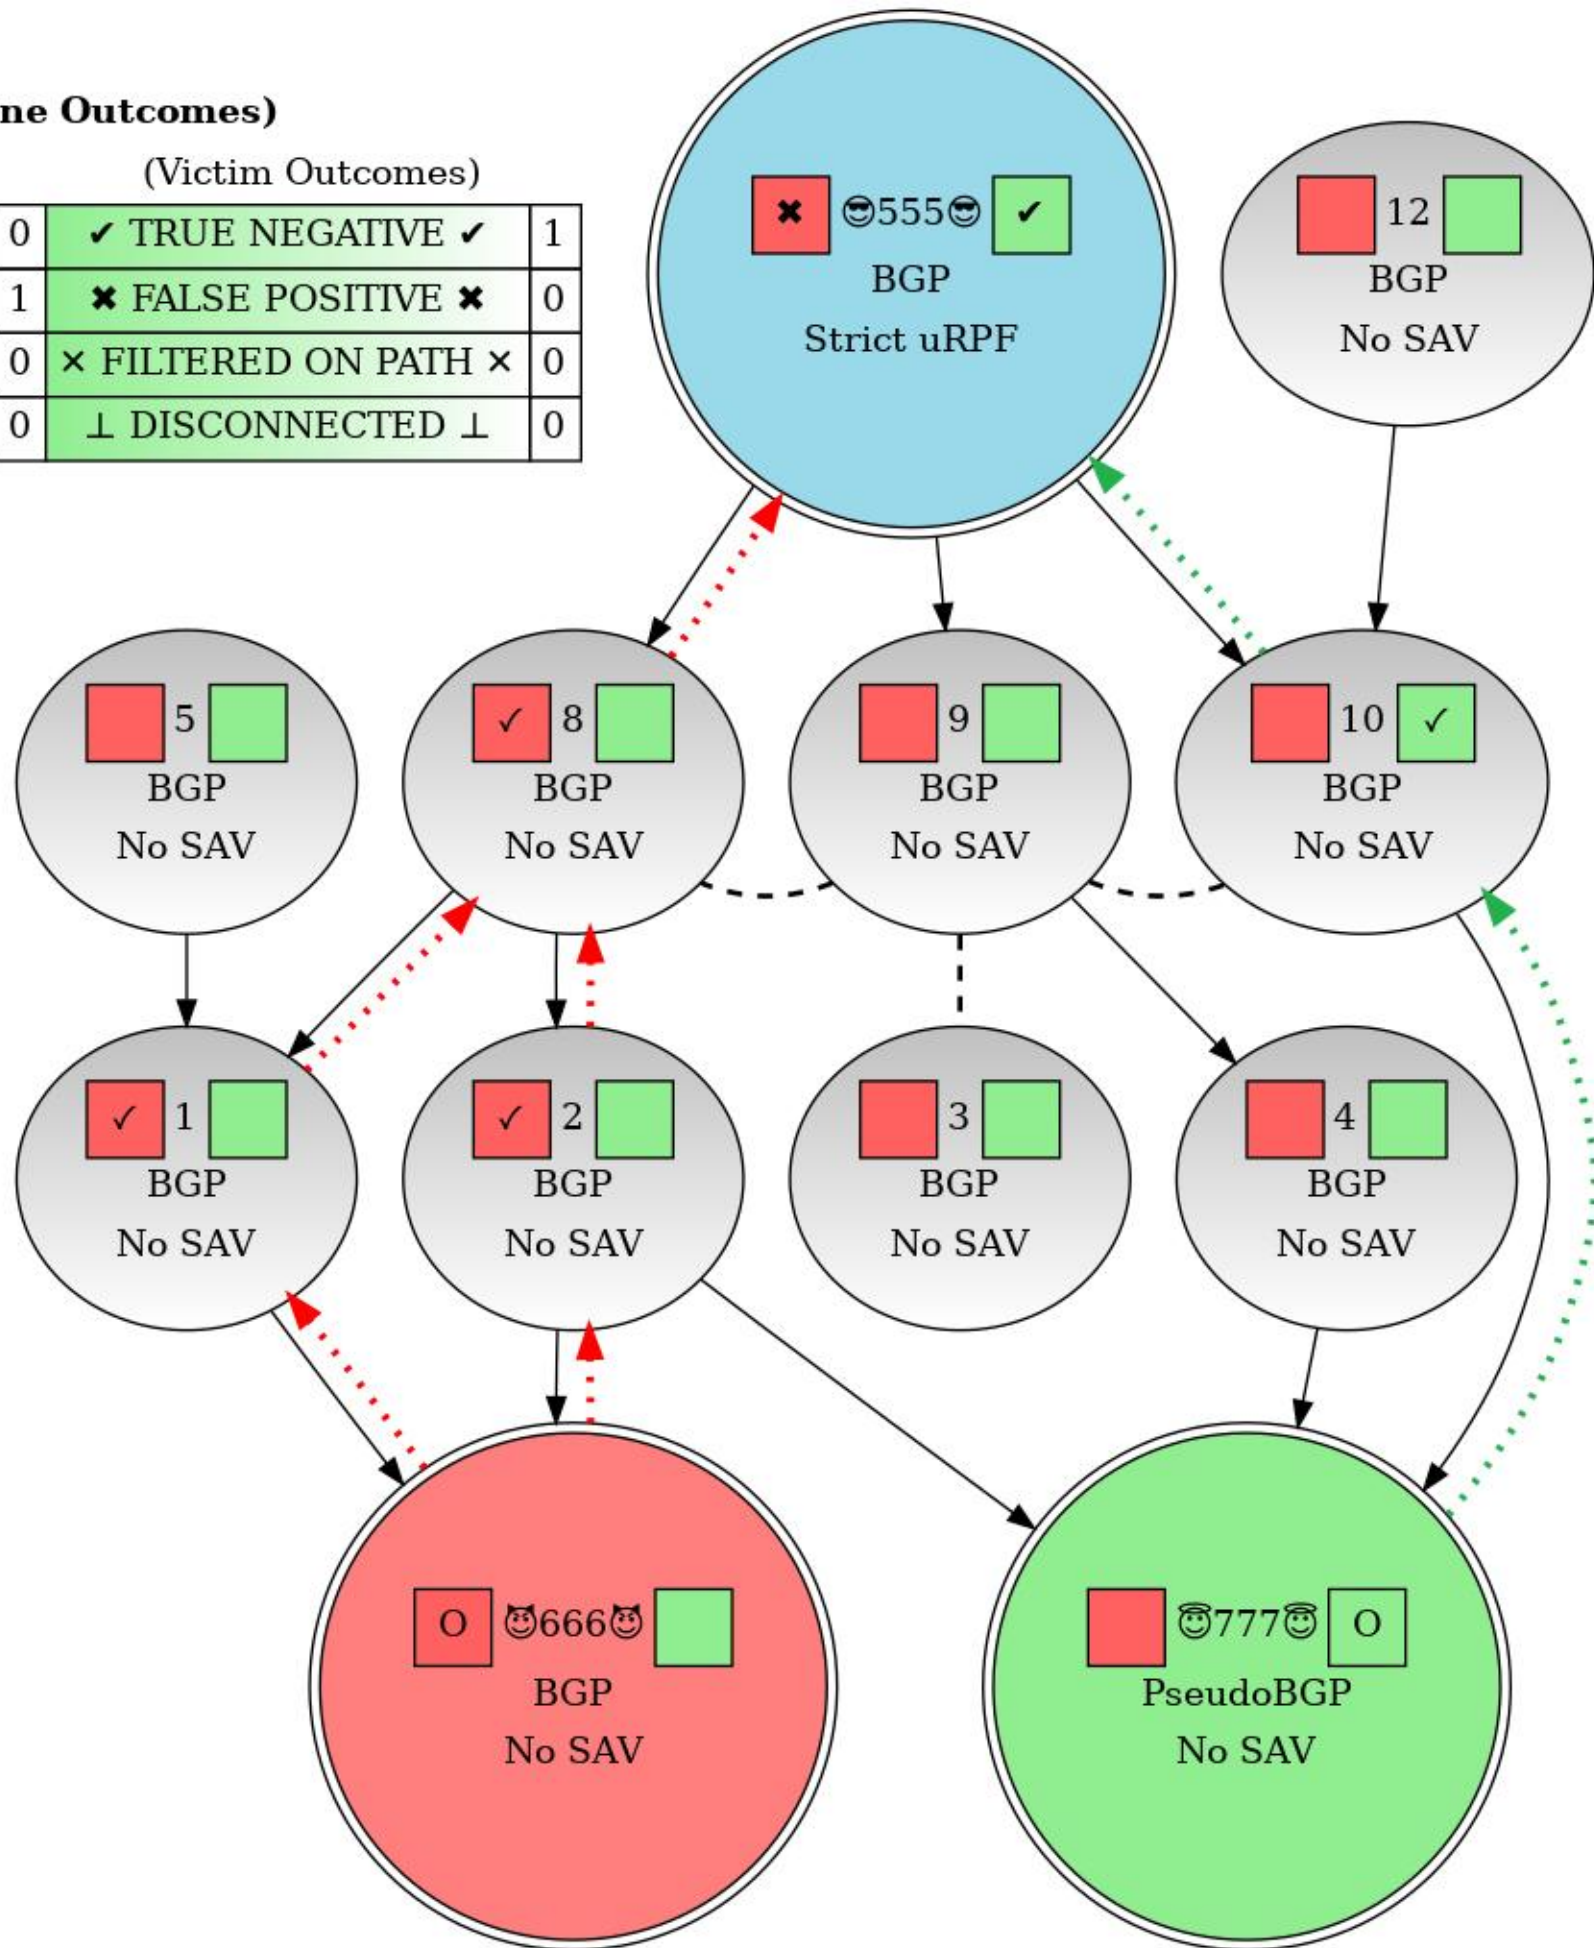 ne Outcomes)
(Victim Outcomes)
0 ✔ TRUE NEGATIVE ✔ 1
1 ✖ FALSE POSITIVE ✖ 0
0 ✕ FILTERED ON PATH ✕ 0
0 ⊥ DISCONNECTED ⊥ 0
✖ 😎555😎 ✔
BGP
Strict uRPF
12
BGP
No SAV
5
BGP
No SAV
✓ 8
BGP
No SAV
9
BGP
No SAV
10 ✓
BGP
No SAV
✓ 1
BGP
No SAV
✓ 2
BGP
No SAV
3
BGP
No SAV
4
BGP
No SAV
O 😈666😈
BGP
No SAV
😇777😇 O
PseudoBGP
No SAV